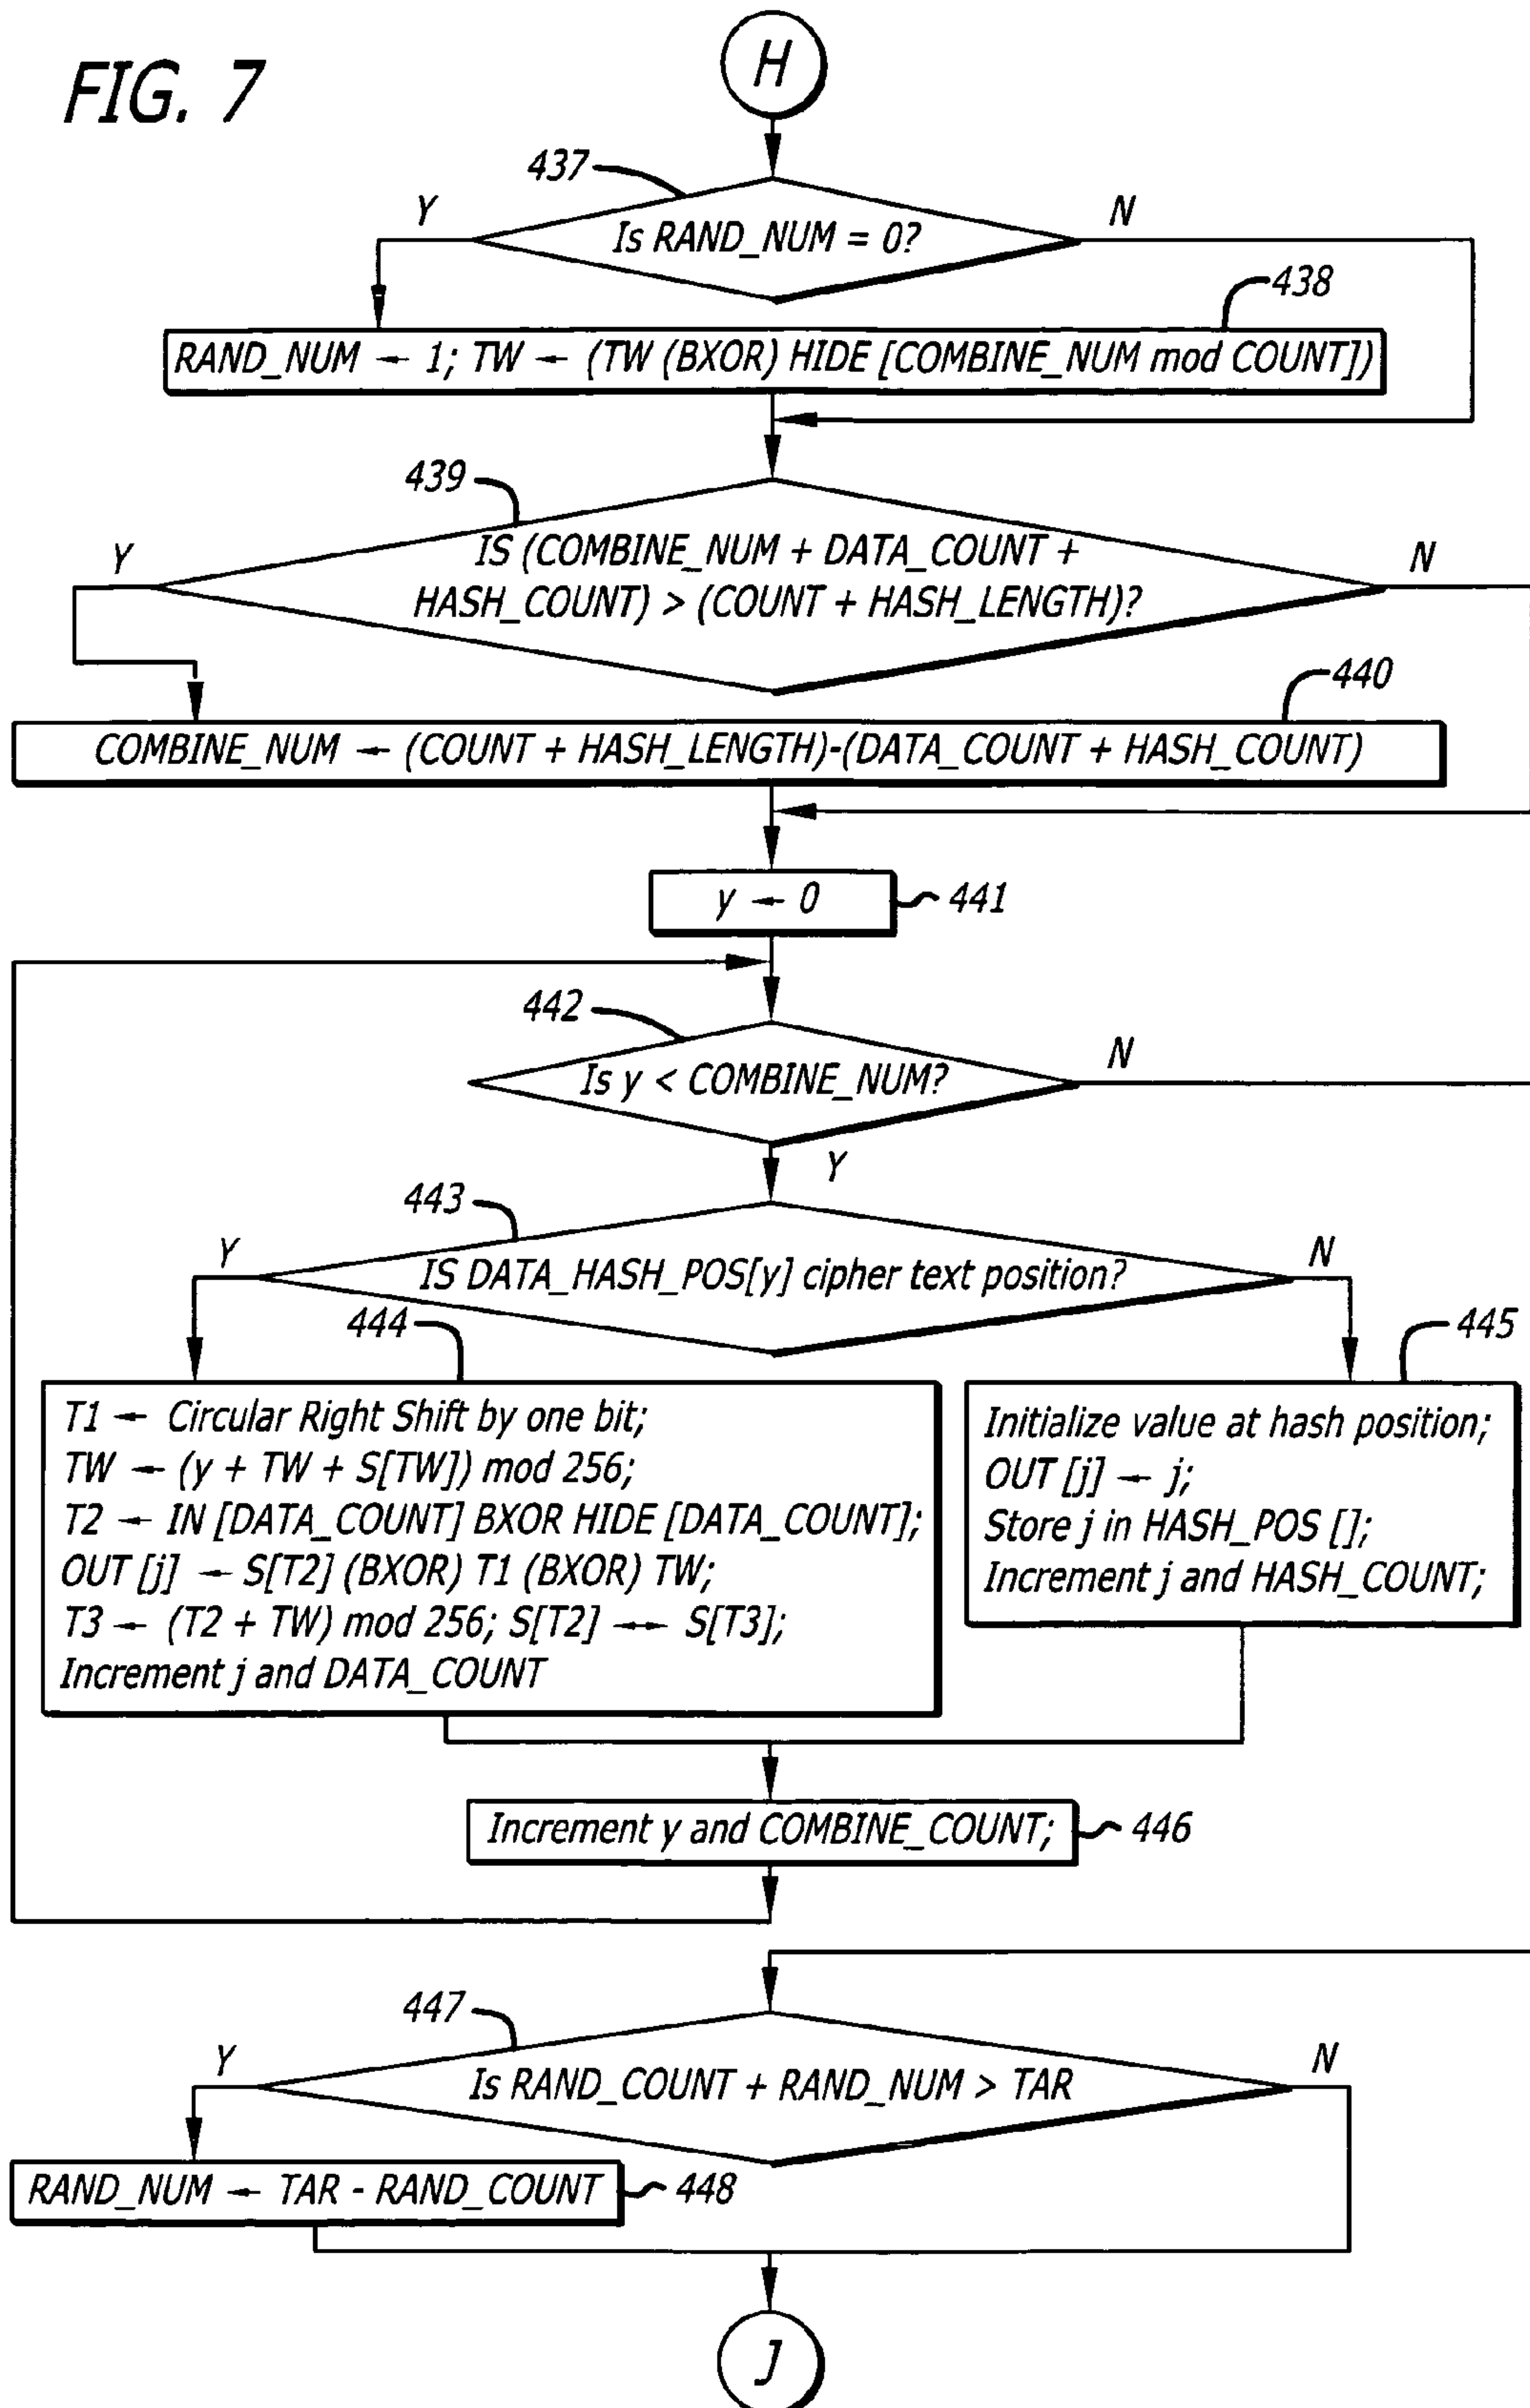 FIG. 7
H
437
Y
N
Is RAND_NUM = 0?
438
RAND_NUM ← 1; TW ← (TW (BXOR) HIDE [COMBINE_NUM mod COUNT])
439
Y
N
IS (COMBINE_NUM + DATA_COUNT +
HASH_COUNT) > (COUNT + HASH_LENGTH)?
440
COMBINE_NUM ← (COUNT + HASH_LENGTH)-(DATA_COUNT + HASH_COUNT)
y ← 0
441
442
N
Is y < COMBINE_NUM?
Y
443
Y
N
IS DATA_HASH_POS[y] cipher text position?
444
445
T1 ← Circular Right Shift by one bit;
TW ← (y + TW + S[TW]) mod 256;
T2 ← IN [DATA_COUNT] BXOR HIDE [DATA_COUNT];
OUT [j] ← S[T2] (BXOR) T1 (BXOR) TW;
T3 ← (T2 + TW) mod 256; S[T2] ↔ S[T3];
Increment j and DATA_COUNT
Initialize value at hash position;
OUT [j] ← j;
Store j in HASH_POS [];
Increment j and HASH_COUNT;
Increment y and COMBINE_COUNT;
446
447
Y
N
Is RAND_COUNT + RAND_NUM > TAR
RAND_NUM ← TAR - RAND_COUNT
448
J